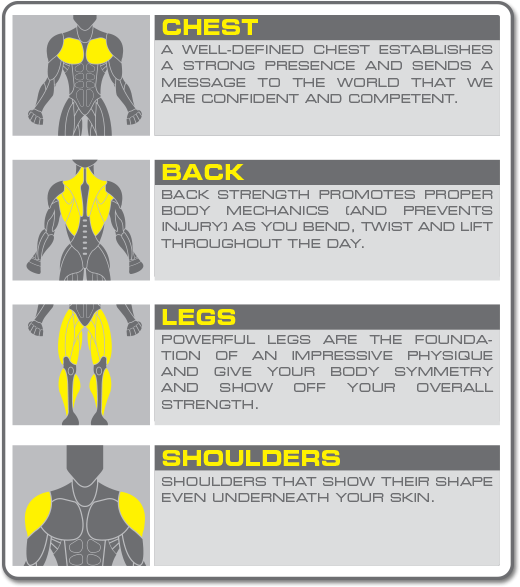 CHEST
A WELL-DEFINED CHEST ESTABLISHES
A STRONG PRESENCE AND SENDS A
MESSAGE TO THE WORLD THAT WE
ARE CONFIDENT AND COMPETENT.
BACK
BACK STRENGTH PROMOTES PROPER
BODY MECHANICS (AND PREVENTS
INJURY) AS YOU BEND, TWIST AND LIFT
THROUGHOUT THE DAY.
LEGS
POWERFUL LEGS ARE THE FOUNDA-
TION OF AN IMPRESSIVE PHYSIQUE
AND GIVE YOUR BODY SYMMETRY
AND SHOW OFF YOUR OVERALL
STRENGTH.
SHOULDERS
SHOULDERS THAT SHOW THEIR SHAPE
EVEN UNDERNEATH YOUR SKIN.